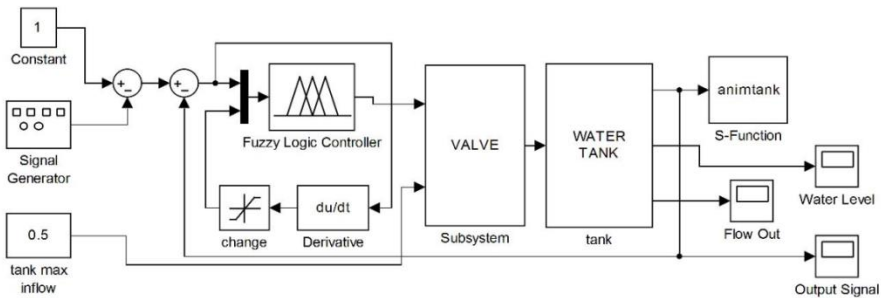 1
Constant
Signal
Generator
0.5
tank max
inflow
+
−
+
−
Fuzzy Logic Controller
change
du/dt
Derivative
VALVE
Subsystem
WATER
TANK
tank
animtank
S-Function
Water Level
Flow Out
Output Signal